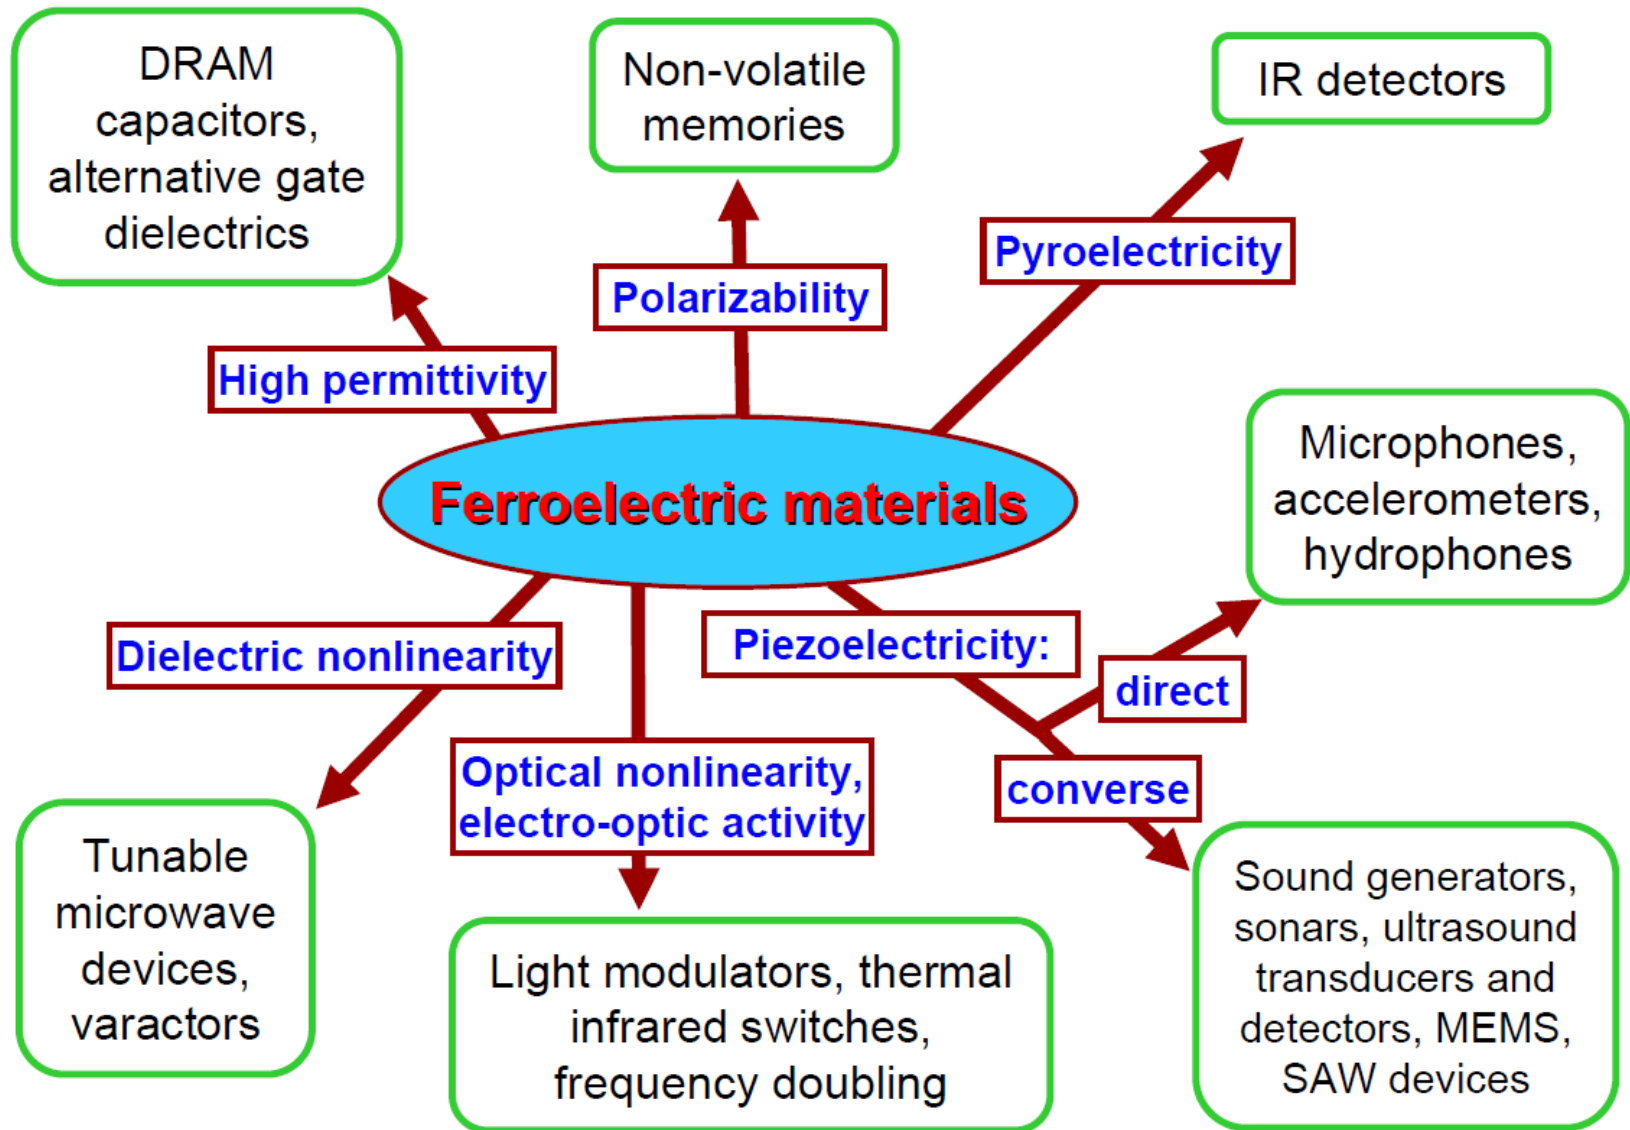 DRAM
capacitors,
alternative gate
dielectrics
Non-volatile
memories
IR detectors
Pyroelectricity
Polarizability
High permittivity
Ferroelectric materials
Microphones,
accelerometers,
hydrophones
Dielectric nonlinearity
Piezoelectricity:
direct
converse
Optical nonlinearity,
electro-optic activity
Tunable
microwave
devices,
varactors
Light modulators, thermal
infrared switches,
frequency doubling
Sound generators,
sonars, ultrasound
transducers and
detectors, MEMS,
SAW devices